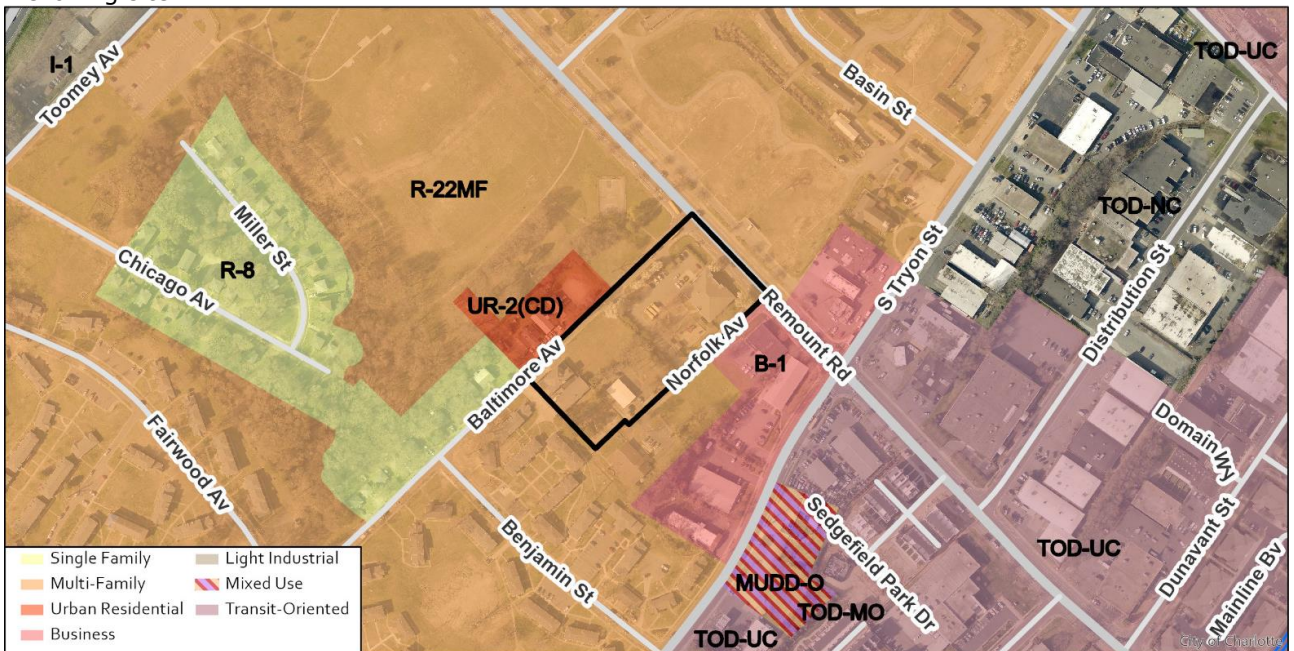 I-1
Toomey Av
Basin St
TOD-UC
R-22MF
TOD-NC
Miller St
R-8
Chicago Av
S Tryon St
Distribution St
UR-2(CD)
Remount Rd
Baltimore Av
Norfolk Av
B-1
Fairwood Av
Domain Wy
Sedgefield Park Dr
Benjamin St
TOD-UC
Dunavant St
MUDD-O
TOD-MO
Mainline Bv
TOD-UC
Single Family
Multi-Family
Urban Residential
Business
Light Industrial
Mixed Use
Transit-Oriented
City of Charlotte